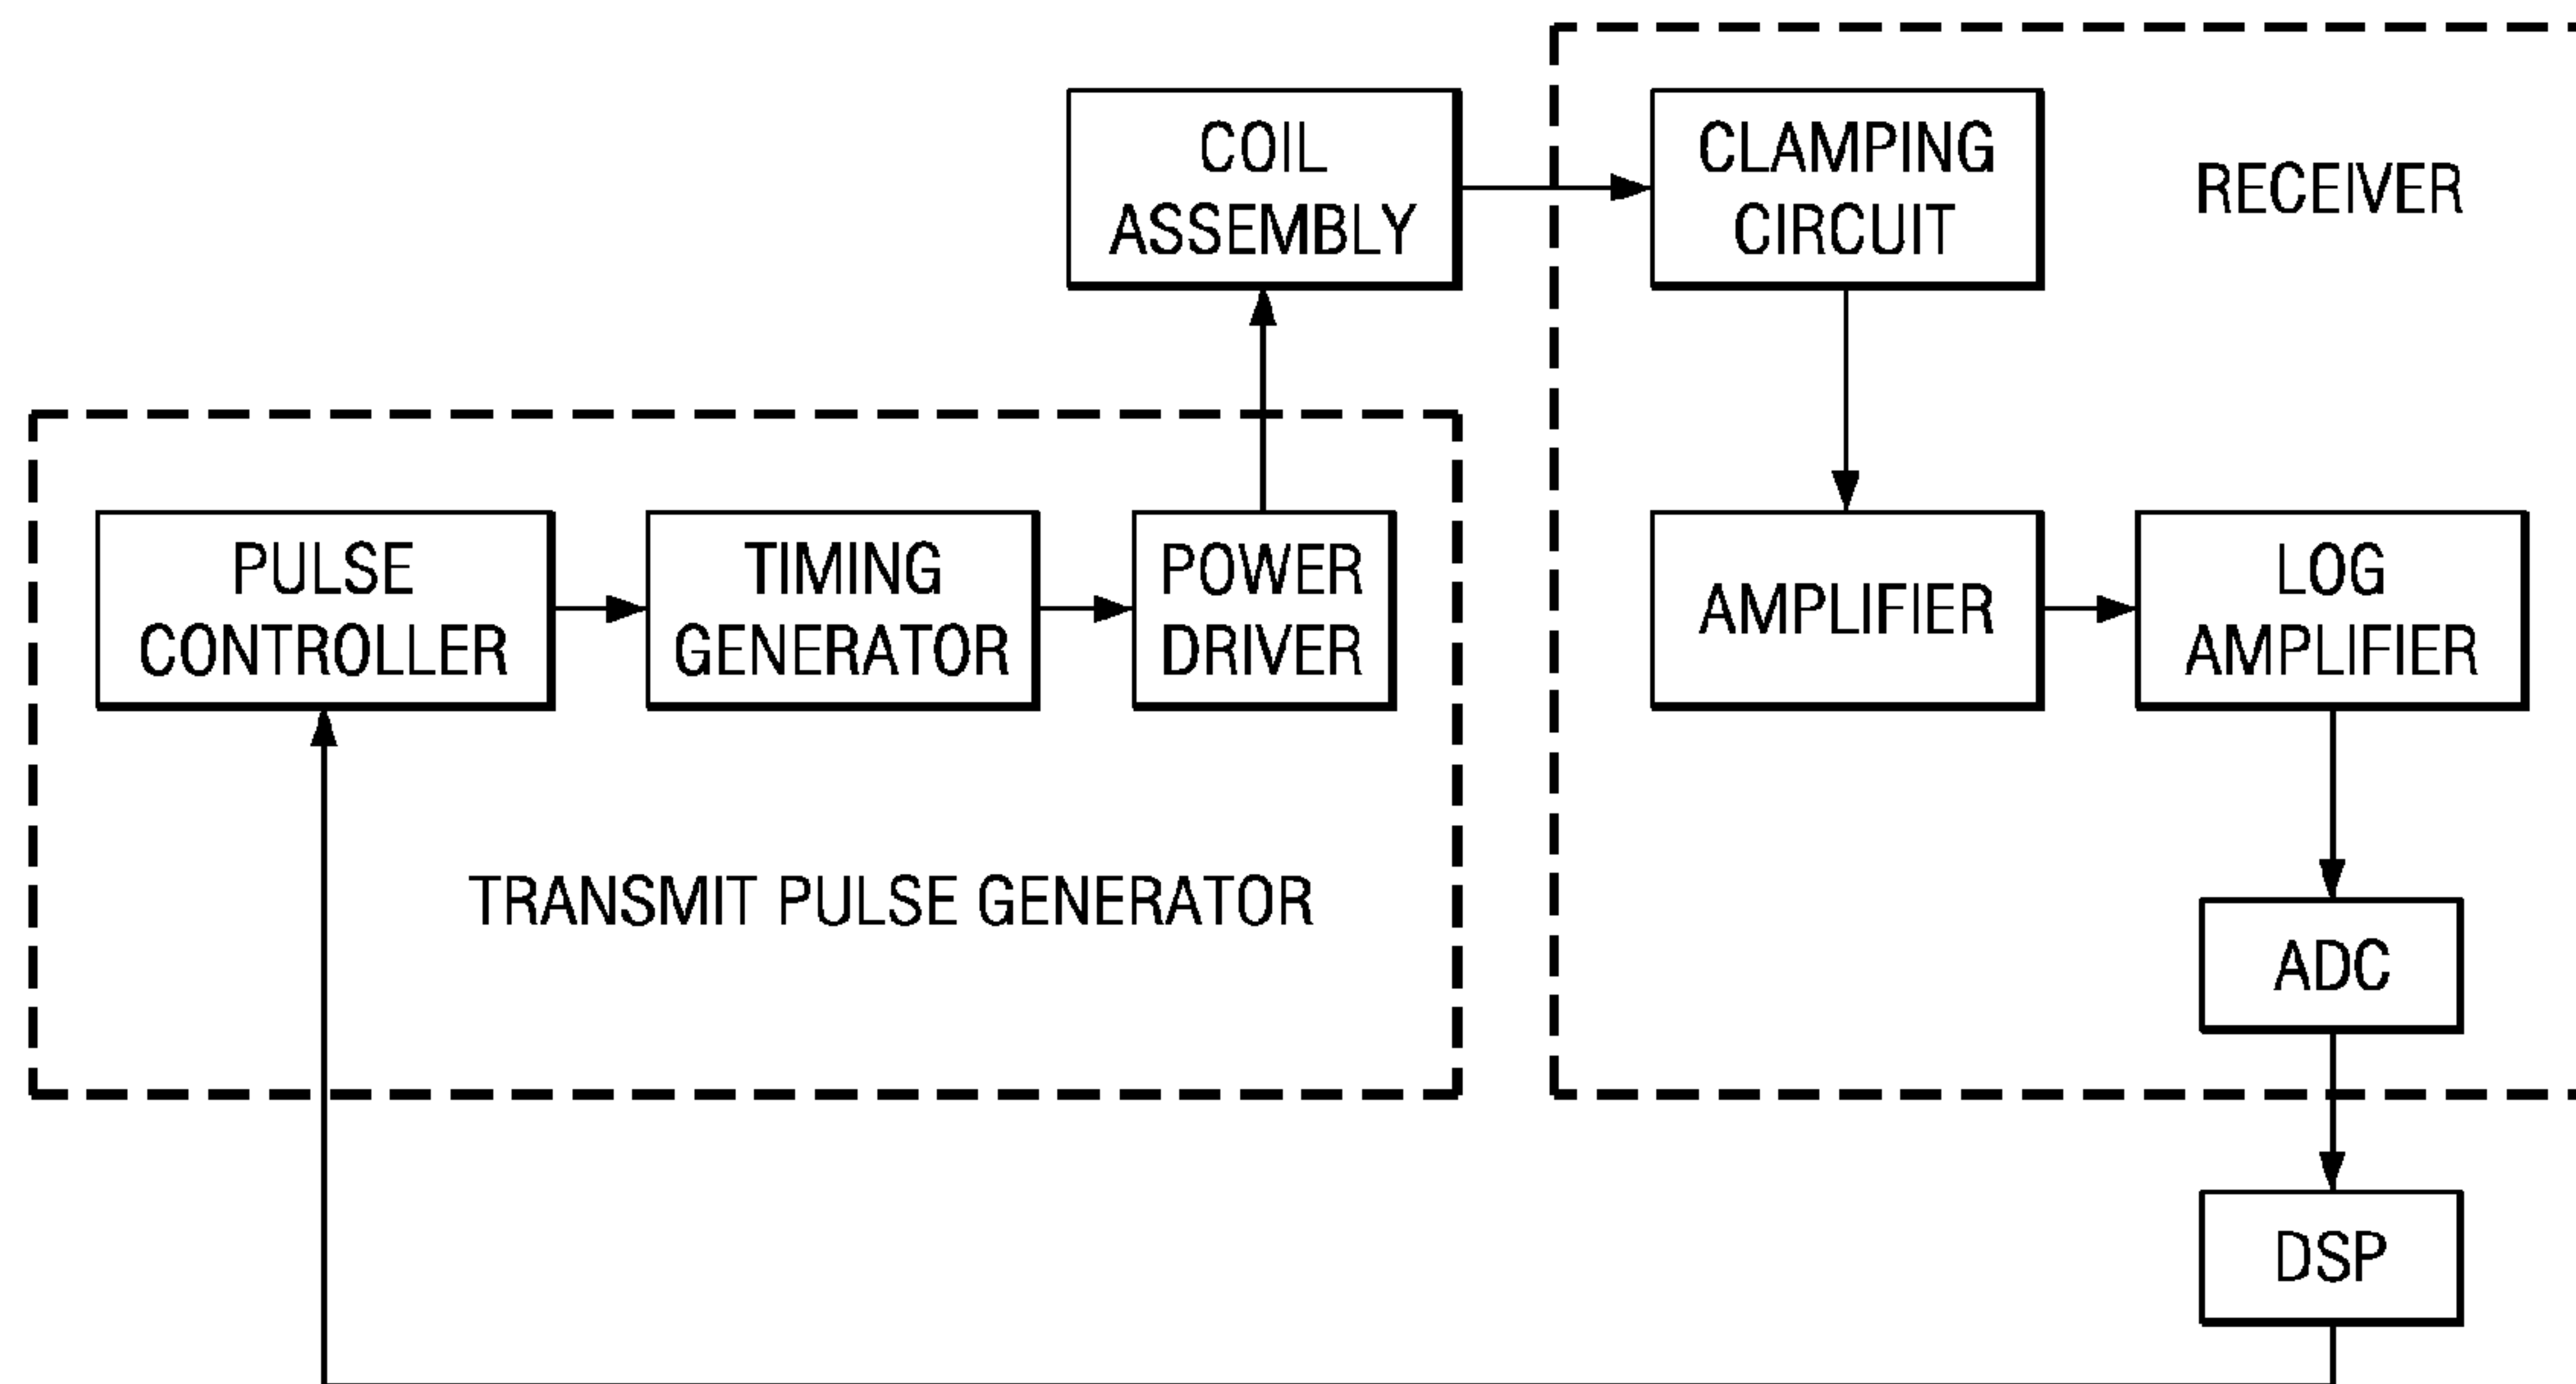 COIL
ASSEMBLY
CLAMPING
CIRCUIT
RECEIVER
PULSE
CONTROLLER
TIMING
GENERATOR
POWER
DRIVER
AMPLIFIER
LOG
AMPLIFIER
TRANSMIT PULSE GENERATOR
ADC
DSP